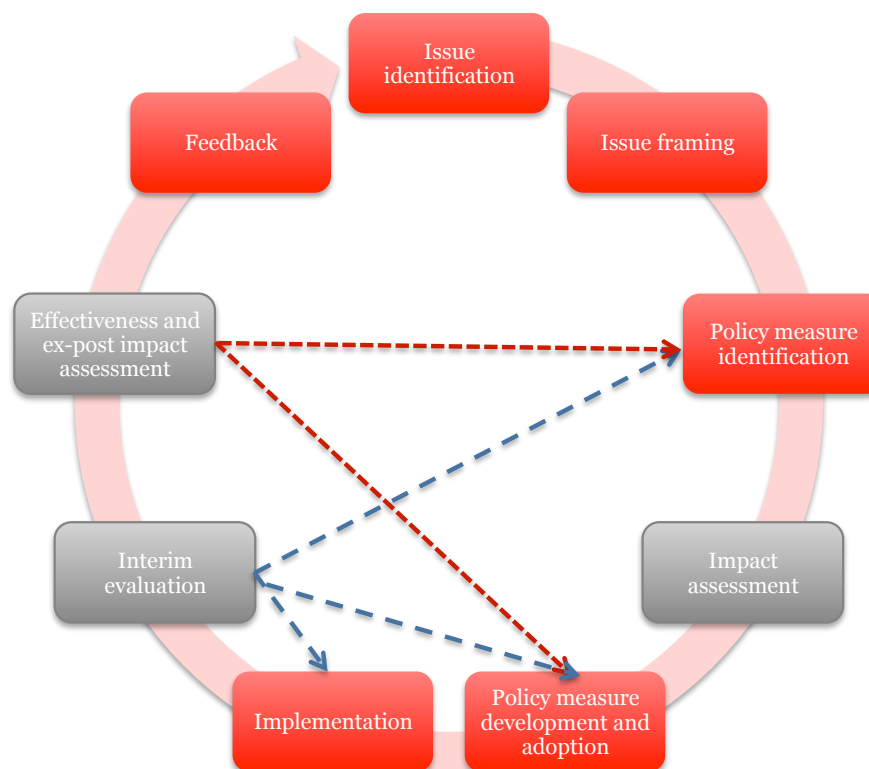 Issue
identification
Issue framing
Policy measure
identification
Impact
assessment
Policy measure
development and
adoption
Implementation
Interim
evaluation
Effectiveness and
ex-post impact
assessment
Feedback